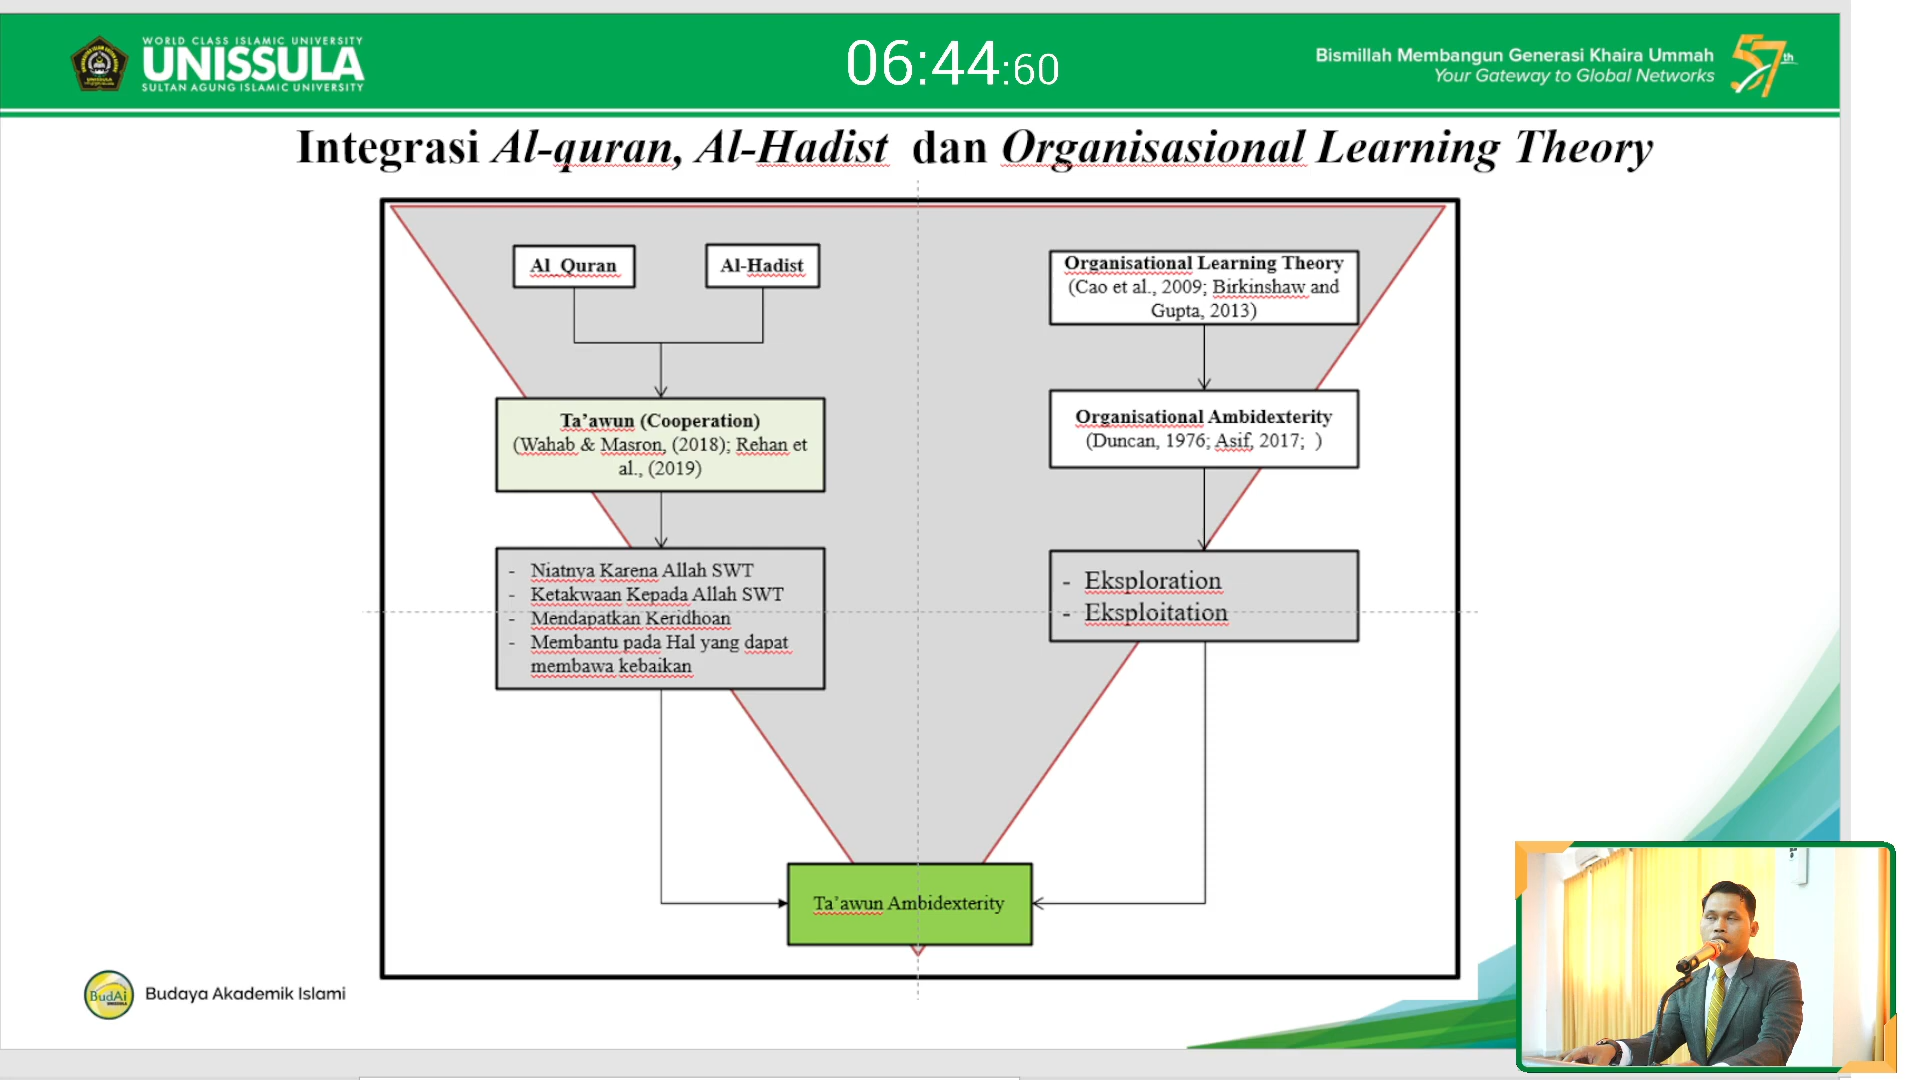 WORLD CLASS ISLAMIC UNIVERSITY
UNISSULA
SULTAN AGUNG ISLAMIC UNIVERSITY
06:44:60
Bismillah Membangun Generasi Khaira Ummah
Your Gateway to Global Networks
57th
Integrasi Al-quran, Al-Hadist dan Organisasional Learning Theory
Al Quran
Al-Hadist
Organisational Learning Theory
(Cao et al., 2009; Birkinshaw and
Gupta, 2013)
Ta’awun (Cooperation)
(Wahab & Masron, (2018); Rehan et
al., (2019)
Organisational Ambidexterity
(Duncan, 1976; Asif, 2017; )
- Niatnya Karena Allah SWT
- Ketakwaan Kepada Allah SWT
- Mendapatkan Keridhoan
- Membantu pada Hal yang dapat
membawa kebaikan
- Eksploration
- Eksploitation
Ta’awun Ambidexterity
BudAi
Budaya Akademik Islami